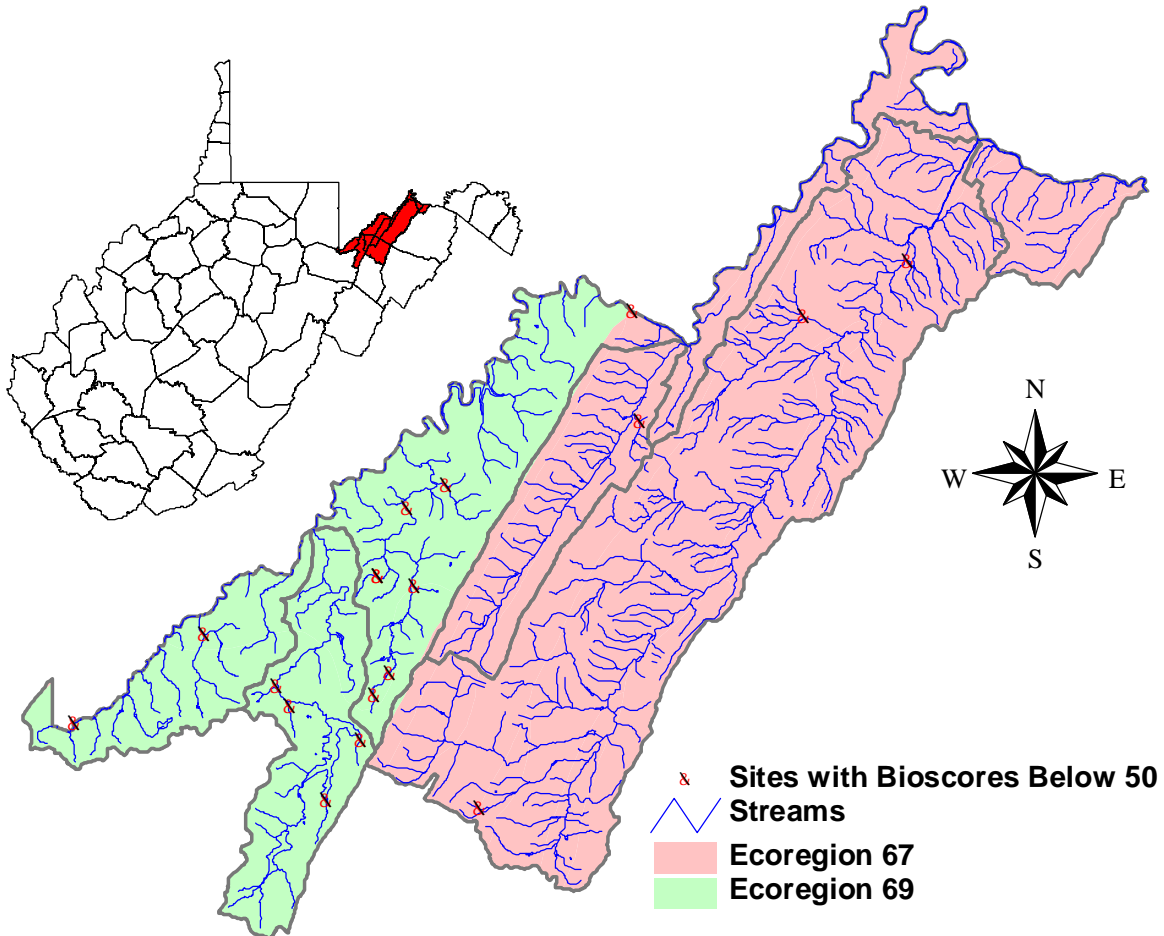 N
W
E
S
Sites with Bioscores Below 50
Streams
Ecoregion 67
Ecoregion 69